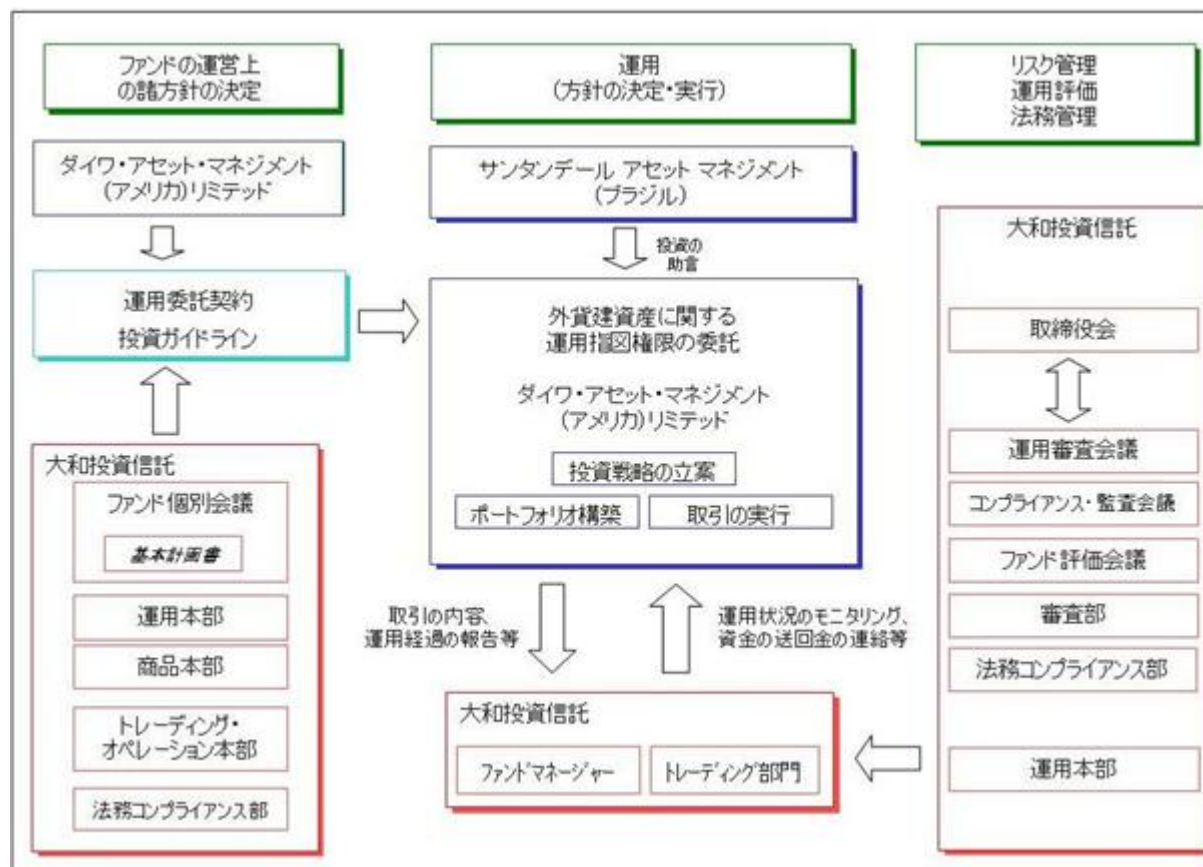 ファンドの運営上
の諸方針の決定
運用
(方針の決定・実行)
リスク管理
運用評価
法務管理
ダイワ・アセット・マネジメント
(アメリカ)リミテッド
サンタンデール アセット マネジメント
(ブラジル)
投資の
助言
運用委託契約
投資ガイドライン
外貨建資産に関する
運用指図権限の委託
ダイワ・アセット・マネジメント
(アメリカ)リミテッド
投資戦略の立案
ポートフォリオ構築
取引の実行
大和投資信託
ファンド個別会議
基本計画書
運用本部
商品本部
トレーディング・
オペレーション本部
法務コンプライアンス部
取引の内容、
運用経過の報告等
運用状況のモニタリング、
資金の送回金の連絡等
大和投資信託
ファンドマネージャー
トレーディング部門
大和投資信託
取締役会
運用審査会議
コンプライアンス・監査会議
ファンド評価会議
審査部
法務コンプライアンス部
運用本部